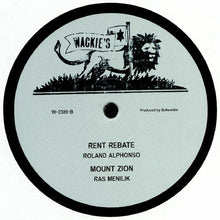 WACKIE'S
W-2386-B
Produced by Bullwackie
RENT REBATE
ROLAND ALPHONSO
MOUNT ZION
RAS MENILIK